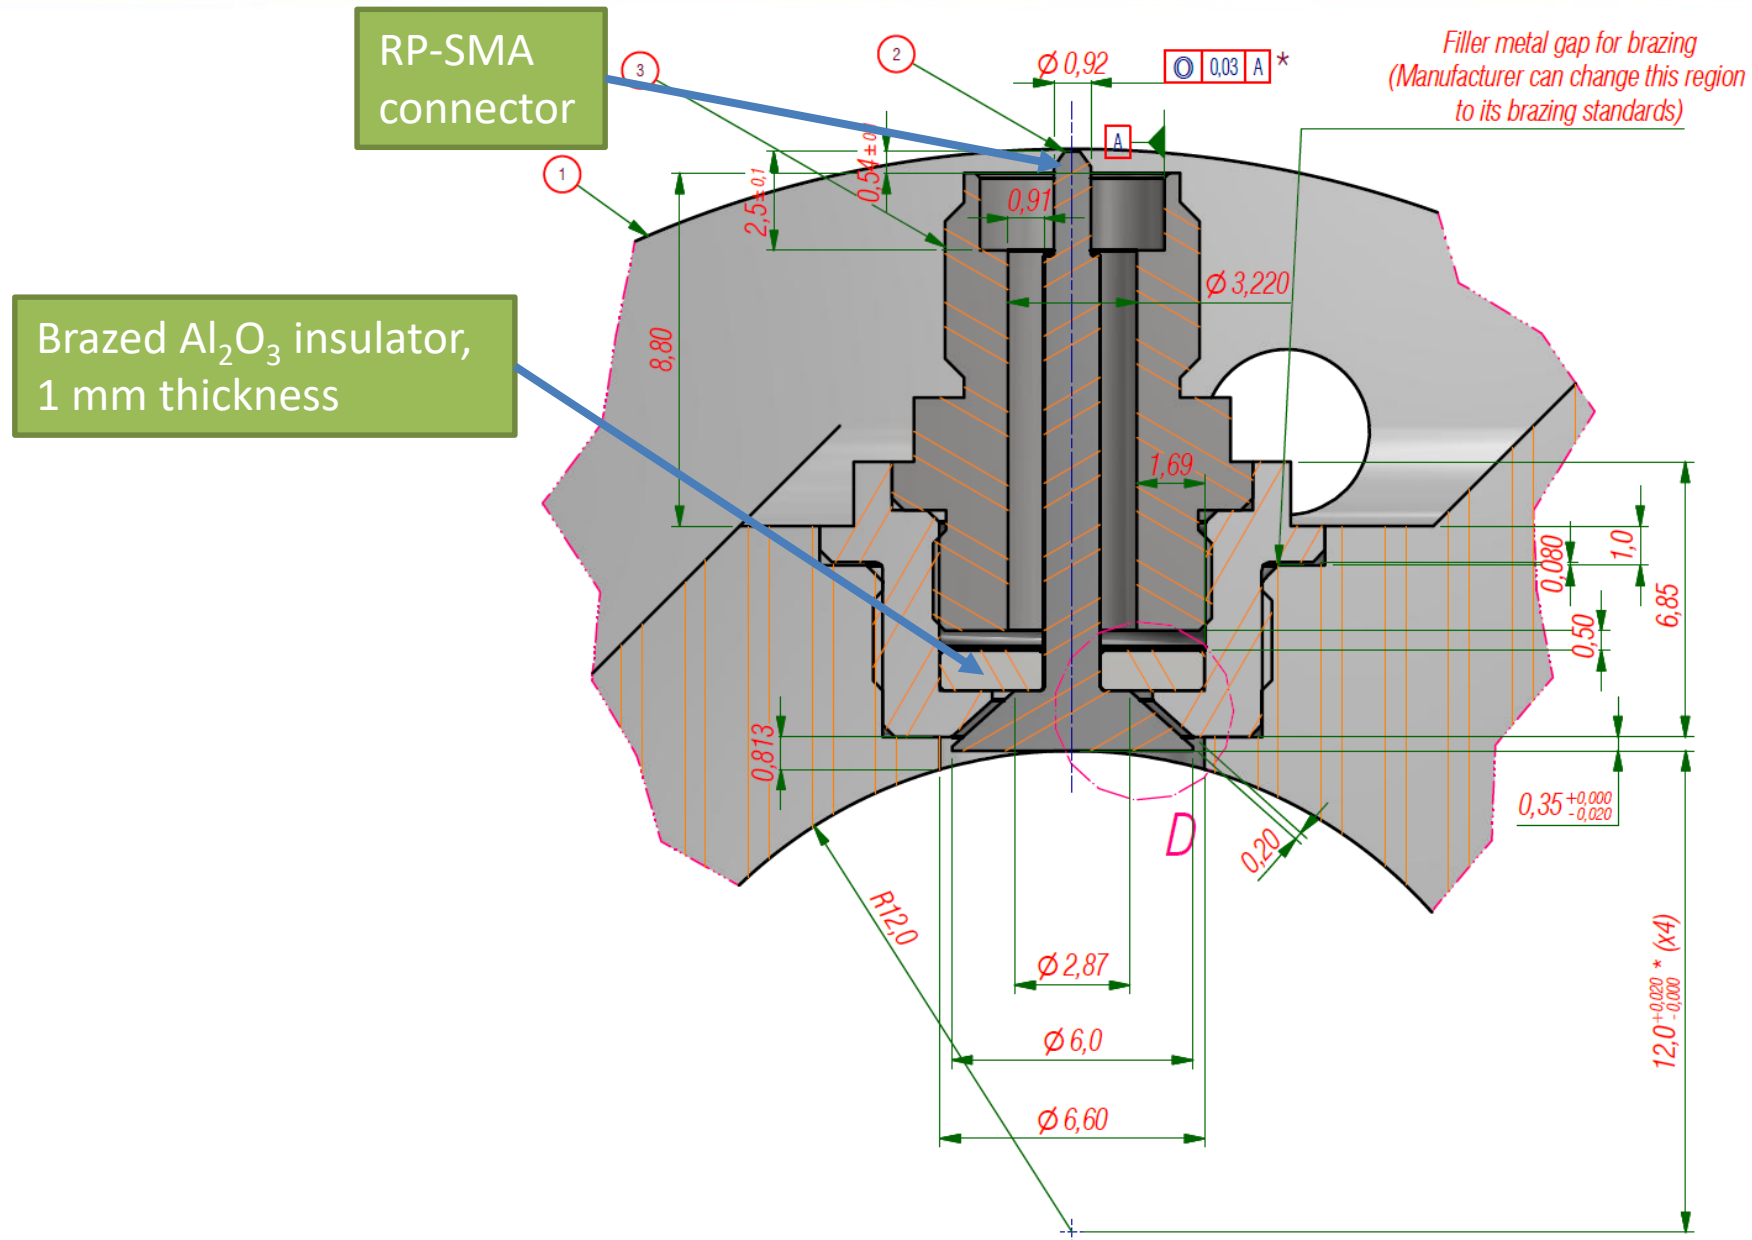 RP-SMA
connector
3
2
Ø 0,92
0,03 A *
Filler metal gap for brazing
(Manufacturer can change this region
to its brazing standards)
A
1
2,5 ± 0,1
0,54 ±
0,91
Ø 3,220
Brazed Al₂O₃ insulator,
1 mm thickness
8,80
1,69
0,080
1,0
6,85
0,50
0,813
0,35 +0,000
-0,020
D
0,20
R12,0
Ø 2,87
12,0 +0,020 * (x4)
-0,000
Ø 6,0
Ø 6,60